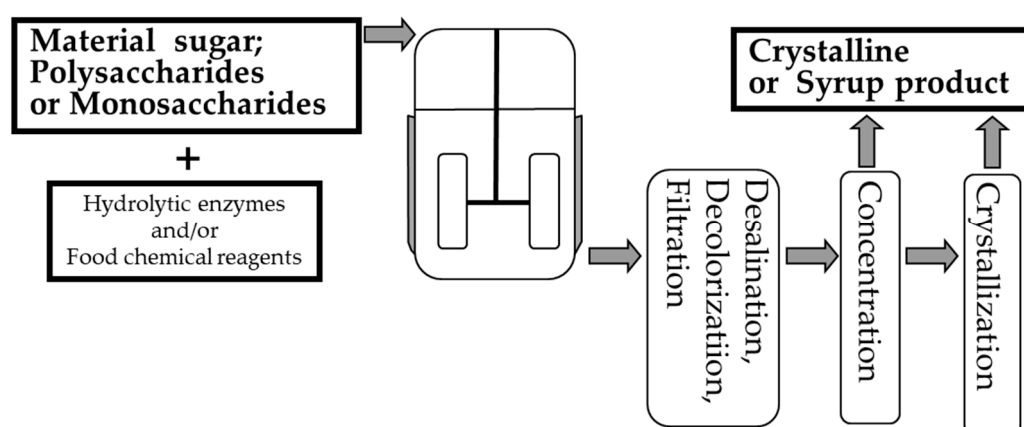 Material sugar;
Polysaccharides
or Monosaccharides
+
Hydrolytic enzymes
and/or
Food chemical reagents
Desalination,
Decolorizatiion,
Filtration
Concentration
Crystallization
Crystalline
or Syrup product